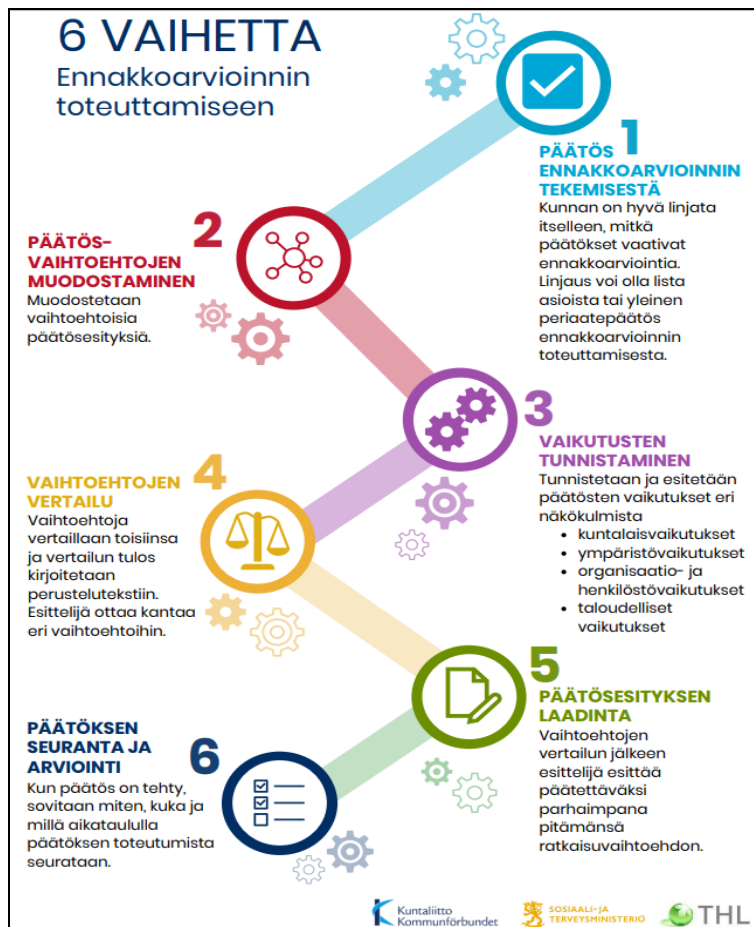 6 VAIHETTA
Ennakkoarvioinnin
toteuttamiseen
1
PÄÄTÖS
ENNAKKOARVIOINNIN
TEKEMISESTÄ
Kunnan on hyvä linjata
itselleen, mitkä
päätökset vaativat
ennakkoarviointia.
Linjaus voi olla lista
asioista tai yleinen
periaatepäätös
ennakkoarvioinnin
toteuttamisesta.
2
PÄÄTÖS-
VAIHTOEHTOJEN
MUODOSTAMINEN
Muodostetaan
vaihtoehtoisia
päätösesityksiä.
3
VAIKUTUSTEN
TUNNISTAMINEN
Tunnistetaan ja esitetään
päätösten vaikutukset eri
näkökulmista
• kuntalaisvaikutukset
• ympäristövaikutukset
• organisaatio- ja
henkilöstövaikutukset
• taloudelliset
vaikutukset
4
VAIHTOEHTOJEN
VERTAILU
Vaihtoehtoja
vertaillaan toisiinsa
ja vertailun tulos
kirjoitetaan
perustelutekstiin.
Esittelijä ottaa kantaa
eri vaihtoehtoihin.
5
PÄÄTÖSESITYKSEN
LAADINTA
Vaihtoehtojen
vertailun jälkeen
esittelijä esittää
päätettäväksi
parhaimpana
pitämänsä
ratkaisuvaihtoehdon.
6
PÄÄTÖKSEN
SEURANTA JA
ARVIOINTI
Kun päätös on tehty,
sovitaan miten, kuka ja
millä aikataululla
päätöksen toteutumista
seurataan.
Kuntaliitto
Kommunförbundet
SOSIAALI- JA
TERVEYSMINISTERIÖ
THL